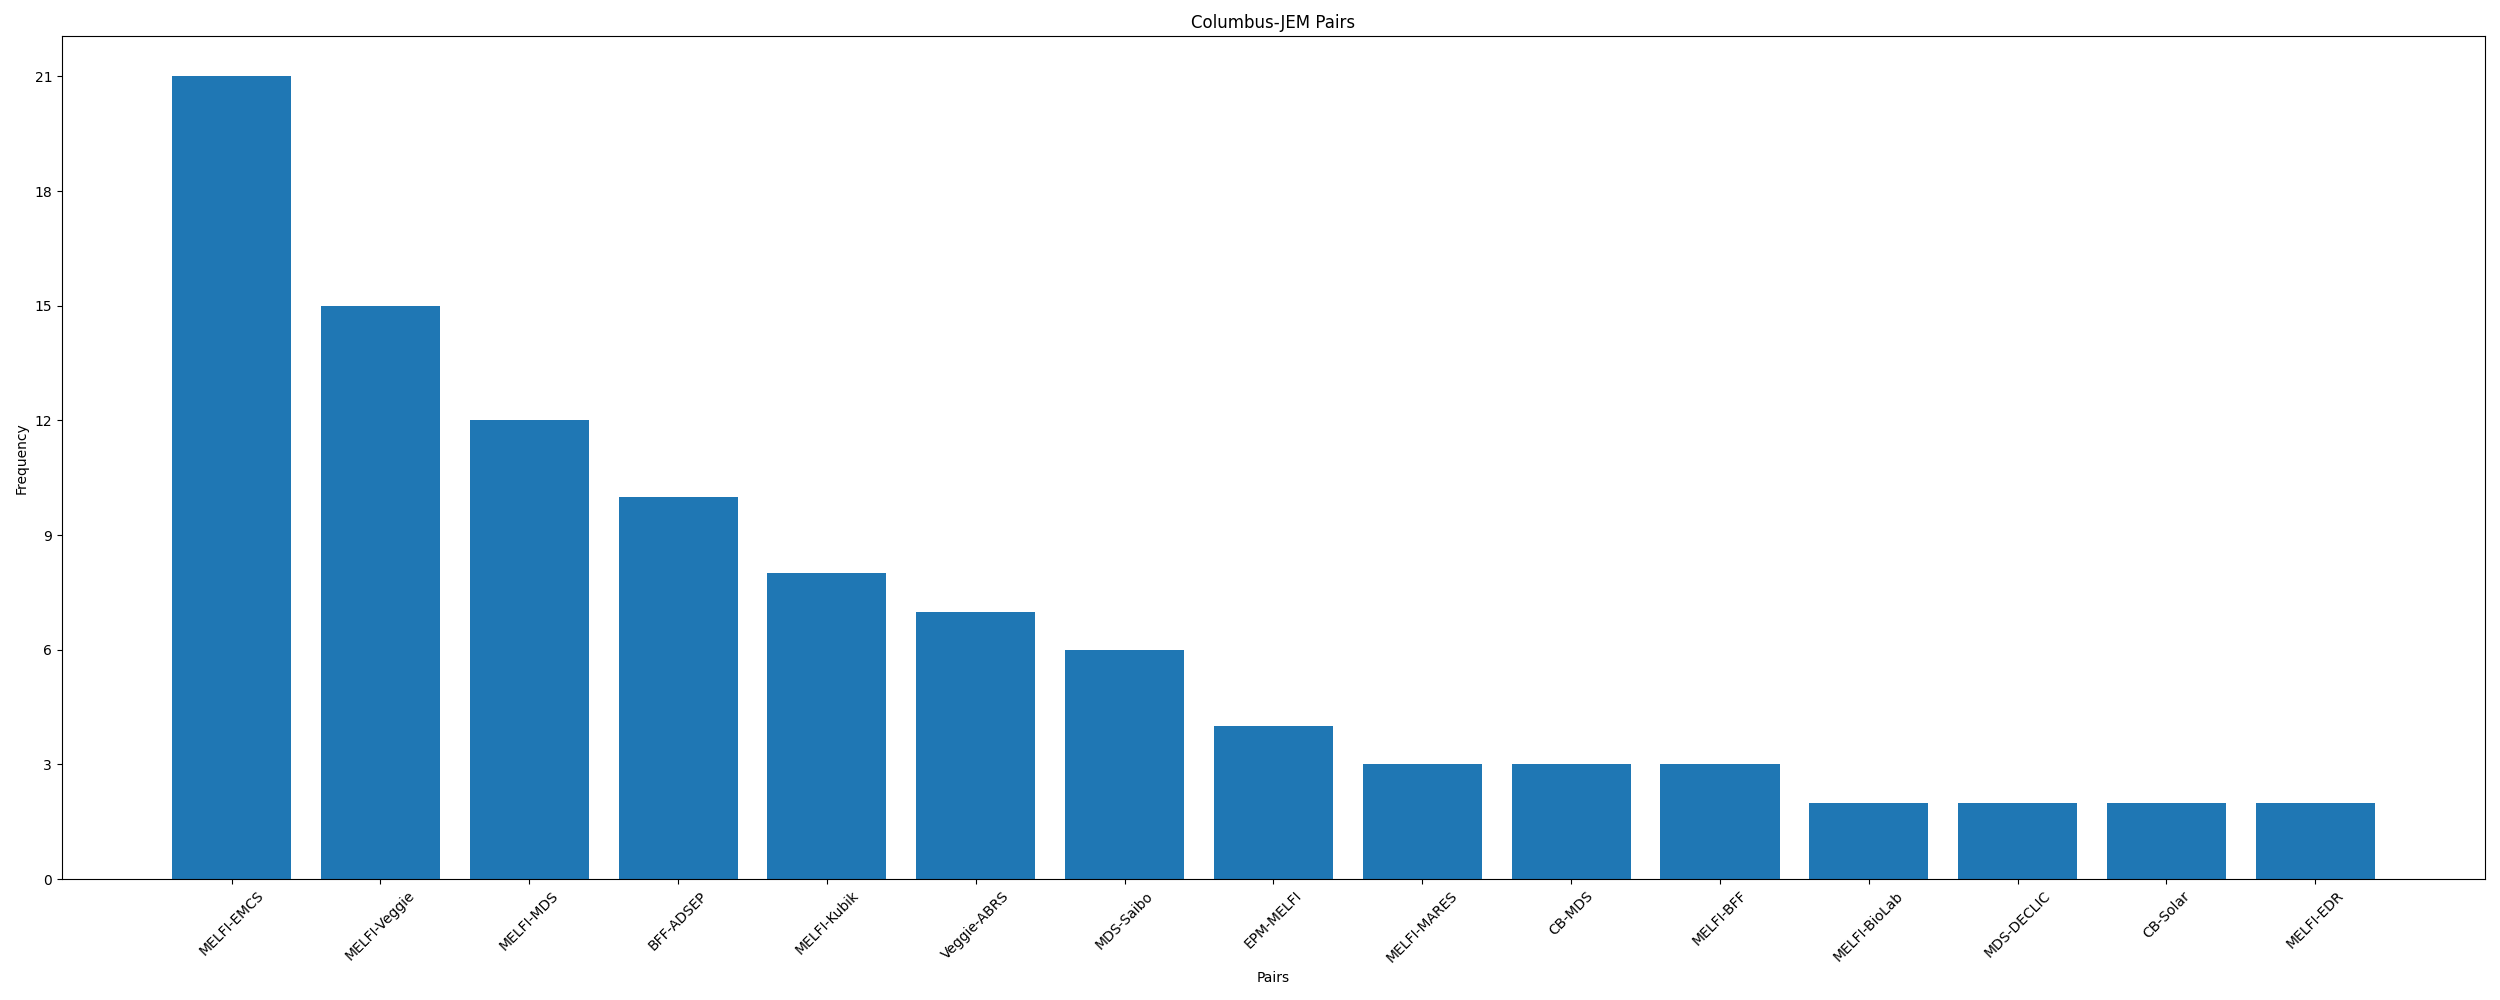 Columbus-JEM Pairs
Frequency
21
18
15
12
9
6
3
0
MELFI-EMCS
MELFI-Veggie
MELFI-MDS
BFF-ADSEP
MELFI-Kubik
Veggie-ABRS
MDS-Saibo
EPM-MELFI
MELFI-MARES
CB-MDS
MELFI-BFF
MELFI-BioLab
MDS-DECLIC
CB-Solar
MELFI-EDR
Pairs